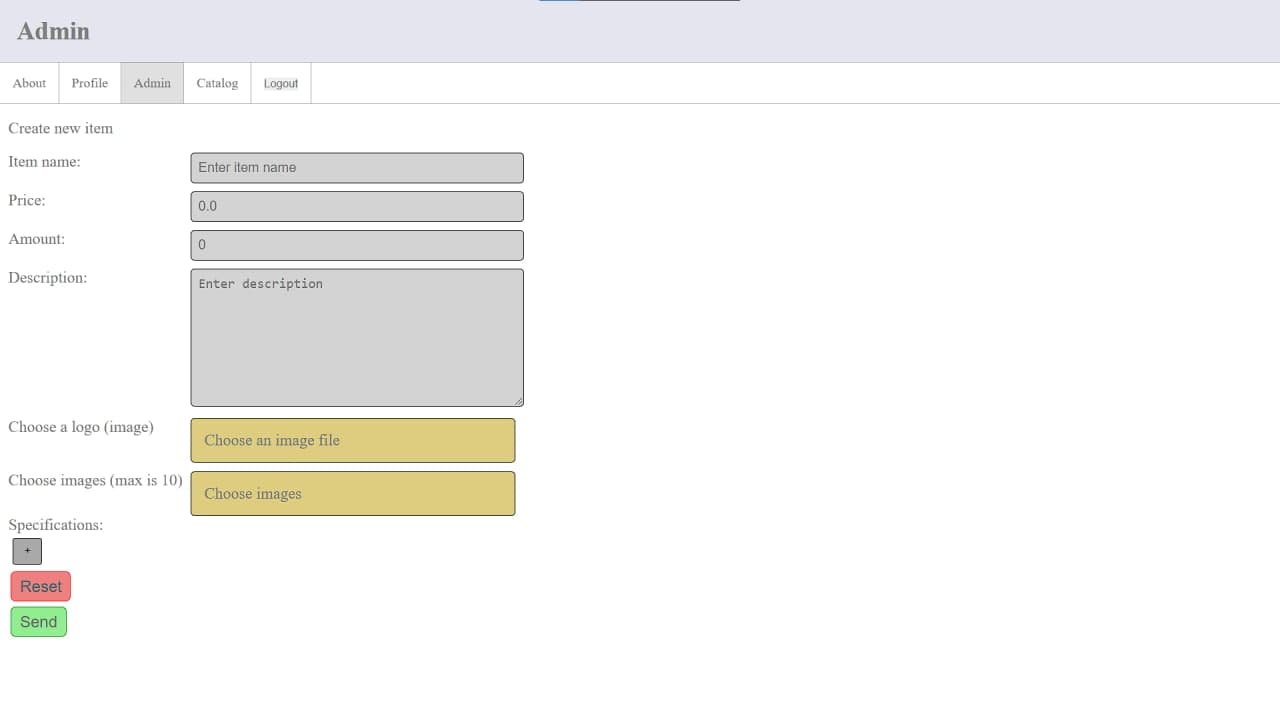 Admin
About Profile Admin Catalog Logout
Create new item
Item name: Enter item name
Price: 0.0
Amount: 0
Description: Enter description
Choose a logo (image) Choose an image file
Choose images (max is 10) Choose images
Specifications:
+
Reset
Send